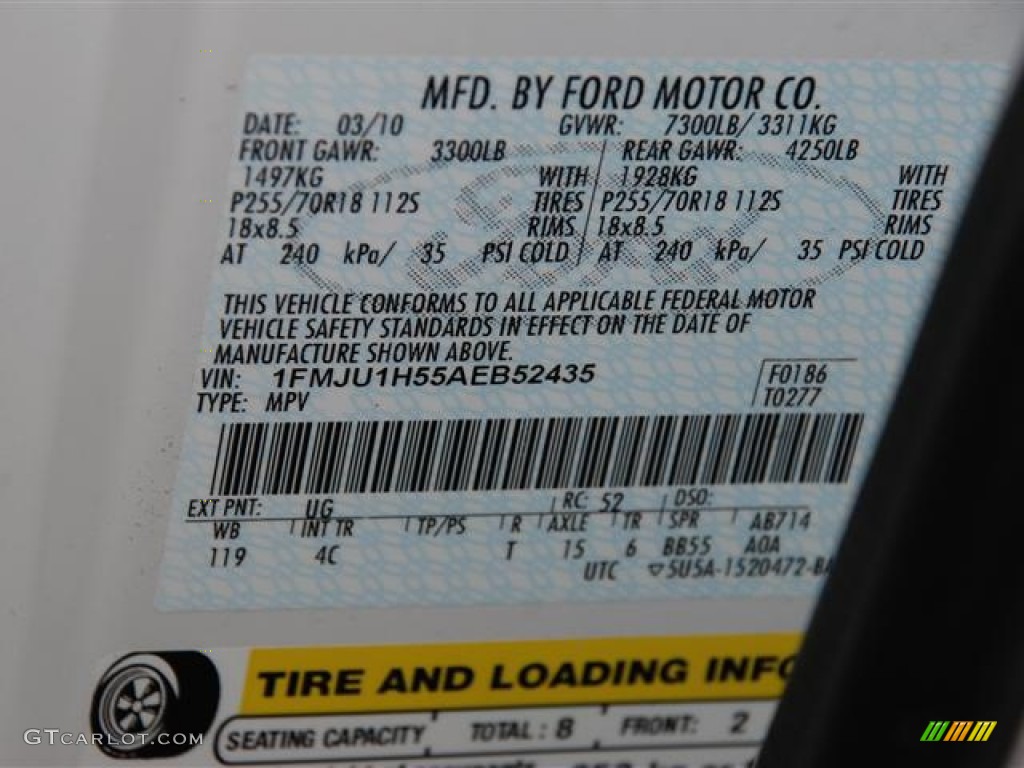 MFD. BY FORD MOTOR CO.
DATE: 03/10 GVWR: 7300LB/ 3311KG
FRONT GAWR: 3300LB REAR GAWR: 4250LB
1497KG WITH 1928KG WITH
P255/70R18 112S TIRES P255/70R18 112S TIRES
18x8.5 RIMS 18x8.5 RIMS
AT 240 kPa/ 35 PSI COLD AT 240 kPa/ 35 PSI COLD
Ford
THIS VEHICLE CONFORMS TO ALL APPLICABLE FEDERAL MOTOR
VEHICLE SAFETY STANDARDS IN EFFECT ON THE DATE OF
MANUFACTURE SHOWN ABOVE.
VIN: 1FMJU1H55AEB52435 F0186
TYPE: MPV T0277
EXT PNT: UG RC: 52 DSO:
WB INT TR TP/PS R AXLE TR SPR AB714
119 4C T 15 6 BB55 AOA
UTC ▽5U5A-1520472-BA
TIRE AND LOADING INFO
SEATING CAPACITY TOTAL : 8 FRONT: 2
GTCARLOT.COM